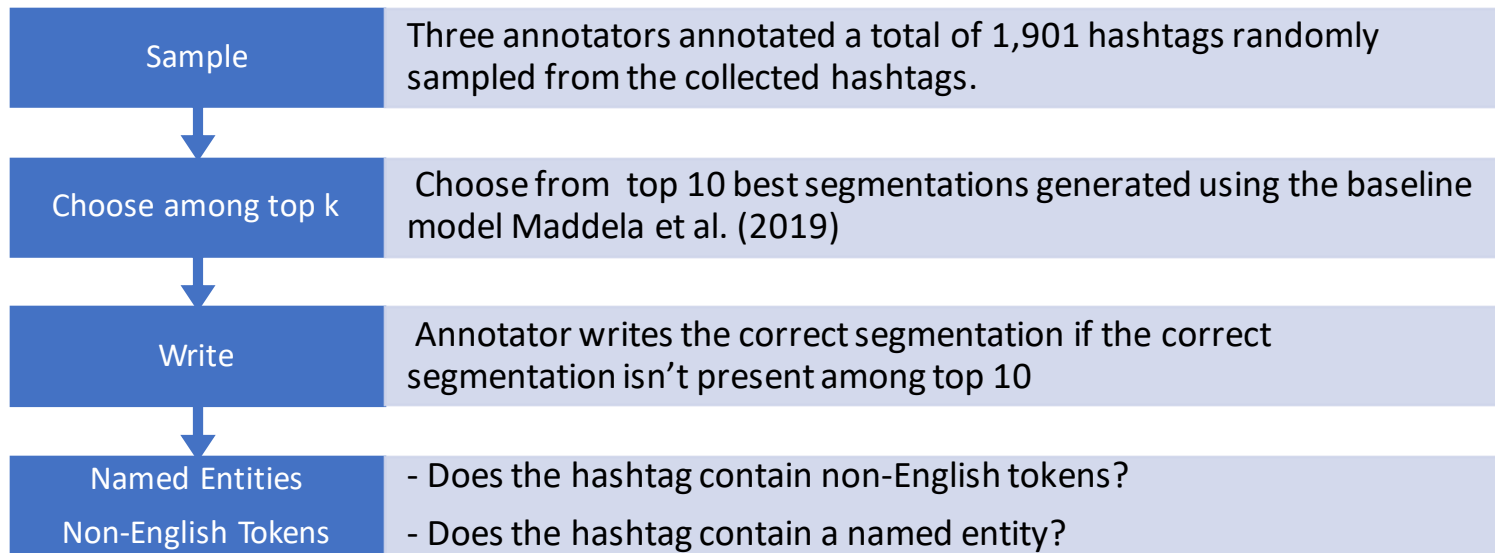 Sample
Three annotators annotated a total of 1,901 hashtags randomly
sampled from the collected hashtags.
Choose among top k
Choose from top 10 best segmentations generated using the baseline
model Maddela et al. (2019)
Write
Annotator writes the correct segmentation if the correct
segmentation isn’t present among top 10
Named Entities
Non-English Tokens
- Does the hashtag contain non-English tokens?
- Does the hashtag contain a named entity?